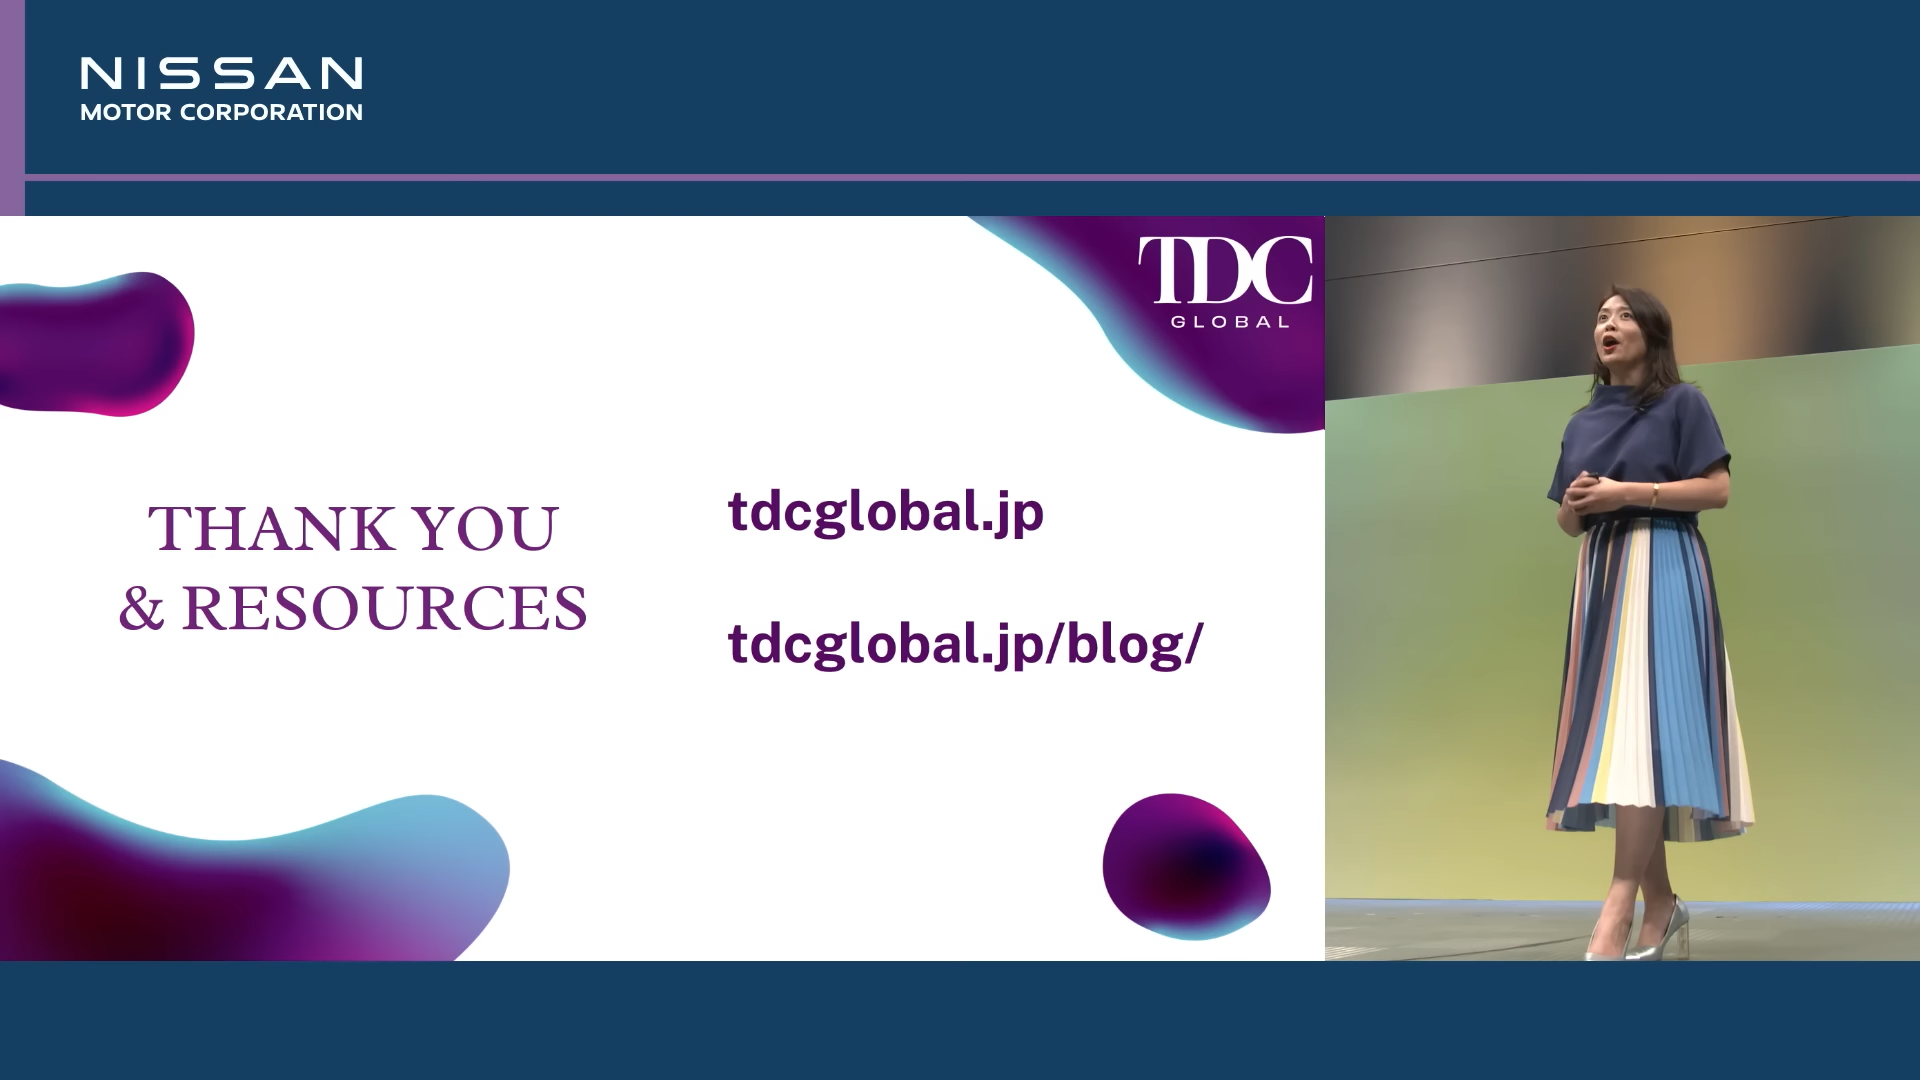 NISSAN
MOTOR CORPORATION
TDC
GLOBAL
THANK YOU
& RESOURCES
tdcglobal.jp
tdcglobal.jp/blog/